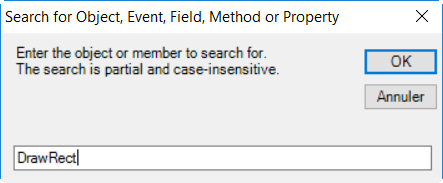 Search for Object, Event, Field, Method or Property
Enter the object or member to search for.
The search is partial and case-insensitive.
OK
Annuler
DrawRect